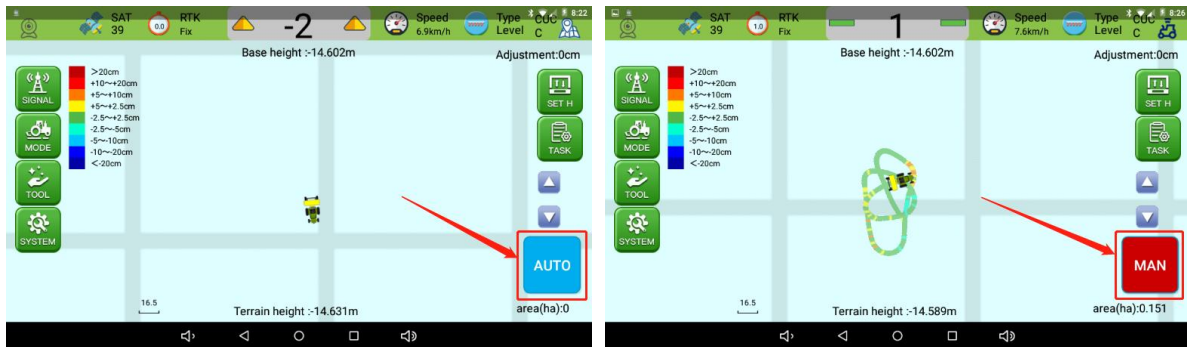 SAT
39
0.0
RTK
Fix
-2
Speed
6.9km/h
Type
Level
CUC
C
8:22
Base height :-14.602m
Adjustment:0cm
SIGNAL
MODE
TOOL
SYSTEM
>20cm
+10~+20cm
+5~+10cm
+5~+2.5cm
-2.5~+2.5cm
-2.5~-5cm
-5~-10cm
-10~-20cm
<-20cm
SET H
TASK
AUTO
16.5
Terrain height :-14.631m
area(ha):0
SAT
39
1.0
RTK
Fix
1
Speed
7.6km/h
Type
Level
CUC
C
8:26
Base height :-14.602m
Adjustment:0cm
SIGNAL
MODE
TOOL
SYSTEM
>20cm
+10~+20cm
+5~+10cm
+5~+2.5cm
-2.5~+2.5cm
-2.5~-5cm
-5~-10cm
-10~-20cm
<-20cm
SET H
TASK
MAN
16.5
Terrain height :-14.589m
area(ha):0.151